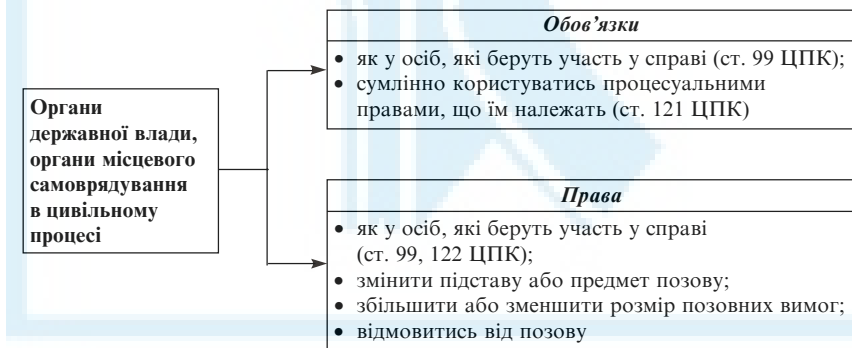 Органи
державної влади,
органи місцевого
самоврядування
в цивільному
процесі
Обов’язки
• як у осіб, які беруть участь у справі (ст. 99 ЦПК);
• сумлінно користуватись процесуальними
правами, що їм належать (ст. 121 ЦПК)
Права
• як у осіб, які беруть участь у справі
(ст. 99, 122 ЦПК);
• змінити підставу або предмет позову;
• збільшити або зменшити розмір позовних вимог;
• відмовитись від позову